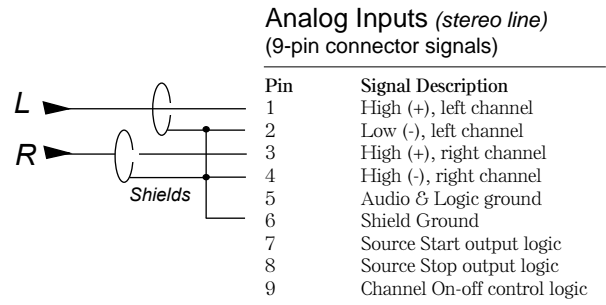 Analog Inputs (stereo line)
(9-pin connector signals)
Pin Signal Description
1 High (+), left channel
2 Low (-), left channel
3 High (+), right channel
4 High (-), right channel
5 Audio & Logic ground
6 Shield Ground
7 Source Start output logic
8 Source Stop output logic
9 Channel On-off control logic
L
R
Shields